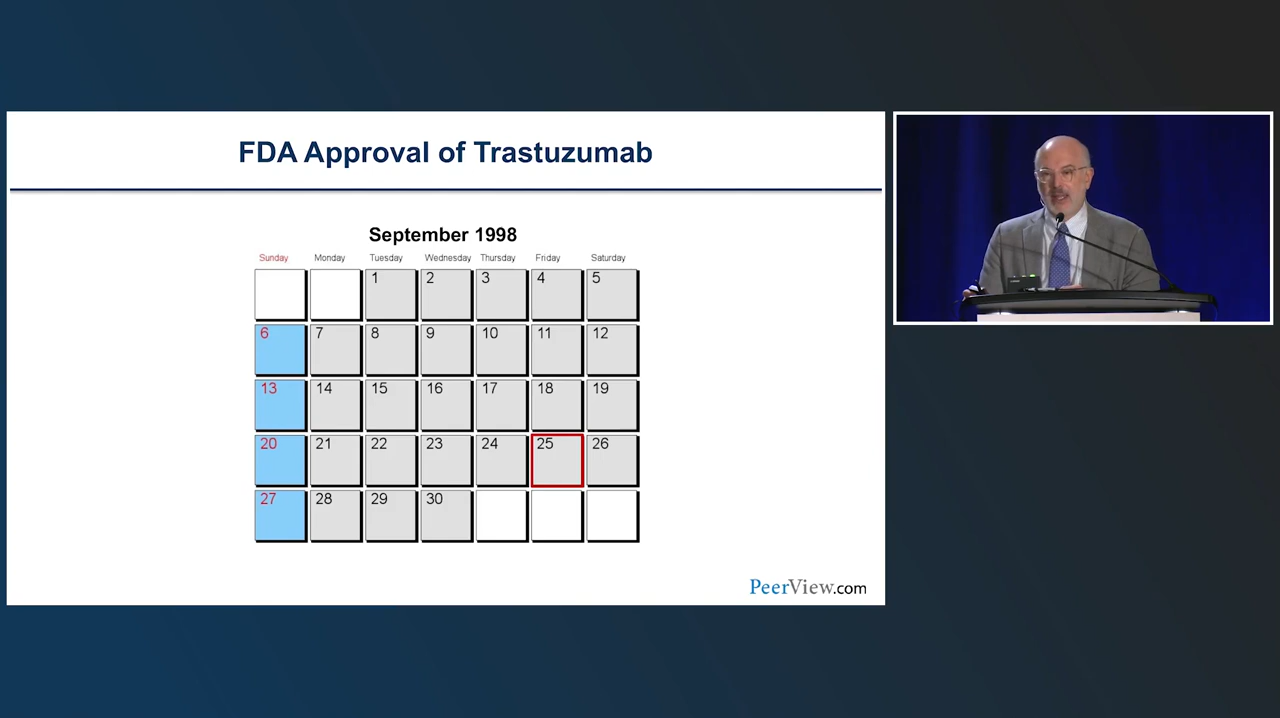 FDA Approval of Trastuzumab
September 1998
Sunday Monday Tuesday Wednesday Thursday Friday Saturday
1 2 3 4 5
6 7 8 9 10 11 12
13 14 15 16 17 18 19
20 21 22 23 24 25 26
27 28 29 30
PeerView.com